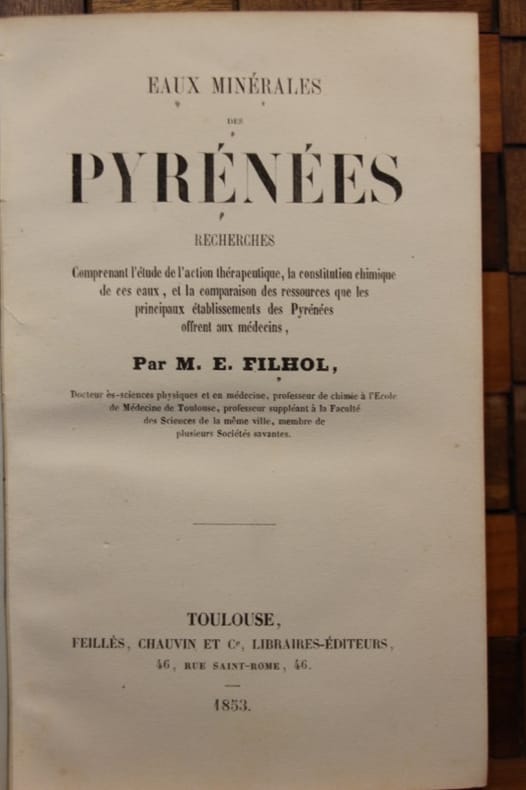 EAUX MINÉRALES
DES
PYRÉNÉES
RECHERCHES
Comprenant l'étude de l'action thérapeutique, la constitution chimique
de ces eaux, et la comparaison des ressources que les
principaux établissements des Pyrénées
offrent aux médecins,
Par M. E. FILHOL,
Docteur ès-sciences physiques et en médecine, professeur de chimie à l'Ecole
de Médecine de Toulouse, professeur suppléant à la Faculté
des Sciences de la même ville, membre de
plusieurs Sociétés savantes.
TOULOUSE,
FEILLÈS, CHAUVIN ET Ce, LIBRAIRES-ÉDITEURS,
46, RUE SAINT-ROME, 46.
1853.